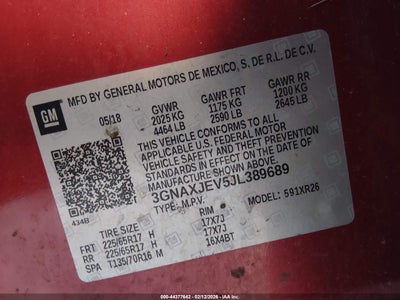 MFD BY GENERAL MOTORS DE MEXICO, S. DE R.L. DE C.V.
GM
05/18 GVWR GAWR FRT GAWR RR
2025 KG 1175 KG 1200 KG
4464 LB 2590 LB 2645 LB
THIS VEHICLE CONFORMS TO ALL
APPLICABLE U.S. FEDERAL MOTOR
VEHICLE SAFETY AND THEFT PREVENTION
STANDARDS IN EFFECT ON THE DATE OF
MANUFACTURE SHOWN ABOVE.
3GNAXJEV5JL389689
TYPE: M.P.V. MODEL: 591XR26
434B
TIRE SIZE RIM
FRT 225/65R17 H 17X7J
RR 225/65R17 H 17X7J
SPA T135/70R16 M 16X4BT
000-44377642 - 02/12/2026 - IAAI.COM